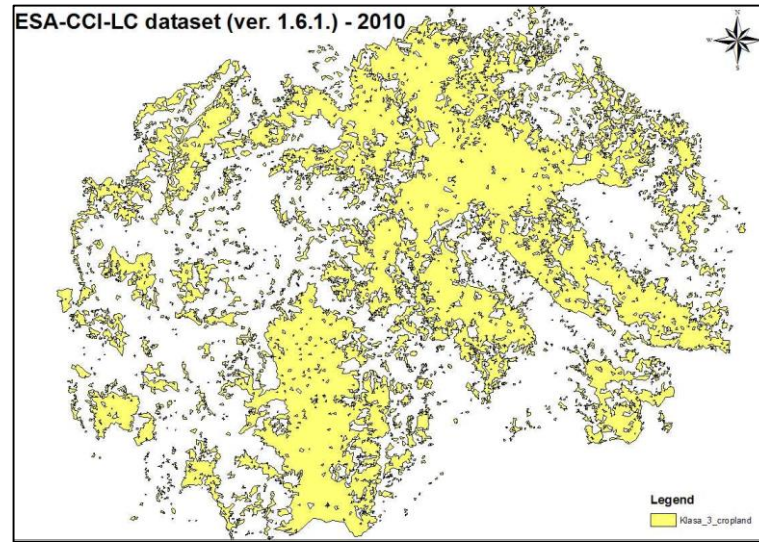 ESA-CCI-LC dataset (ver. 1.6.1.) - 2010
N
W
E
S
Legend
Klasa_3_cropland